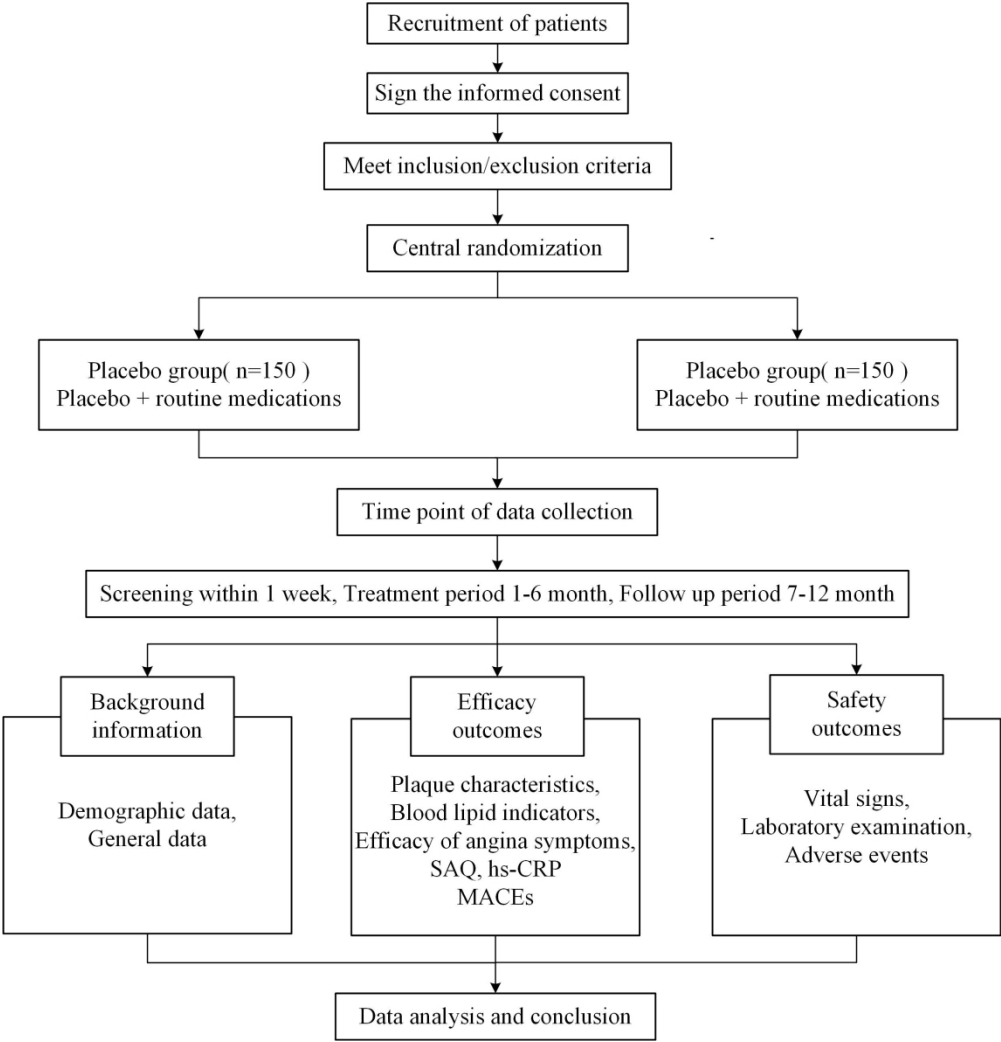 Recruitment of patients
Sign the informed consent
Meet inclusion/exclusion criteria
Central randomization
Placebo group( n=150 )
Placebo + routine medications
Placebo group( n=150 )
Placebo + routine medications
Time point of data collection
Screening within 1 week, Treatment period 1-6 month, Follow up period 7-12 month
Background
information
Demographic data,
General data
Efficacy
outcomes
Plaque characteristics,
Blood lipid indicators,
Efficacy of angina symptoms,
SAQ, hs-CRP
MACEs
Safety
outcomes
Vital signs,
Laboratory examination,
Adverse events
Data analysis and conclusion